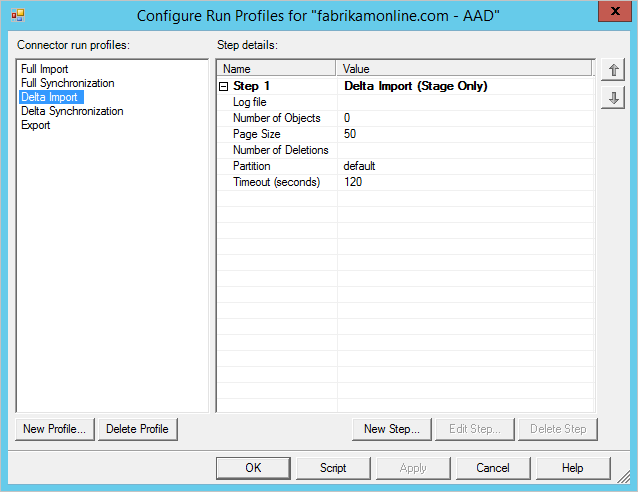 Configure Run Profiles for "fabrikamonline.com - AAD"
X
Connector run profiles:
Full Import
Full Synchronization
Delta Import
Delta Synchronization
Export
New Profile...
Delete Profile
Step details:
Name Value
Step 1 Delta Import (Stage Only)
Log file
Number of Objects 0
Page Size 50
Number of Deletions
Partition default
Timeout (seconds) 120
New Step...
Edit Step...
Delete Step
OK
Script
Apply
Cancel
Help